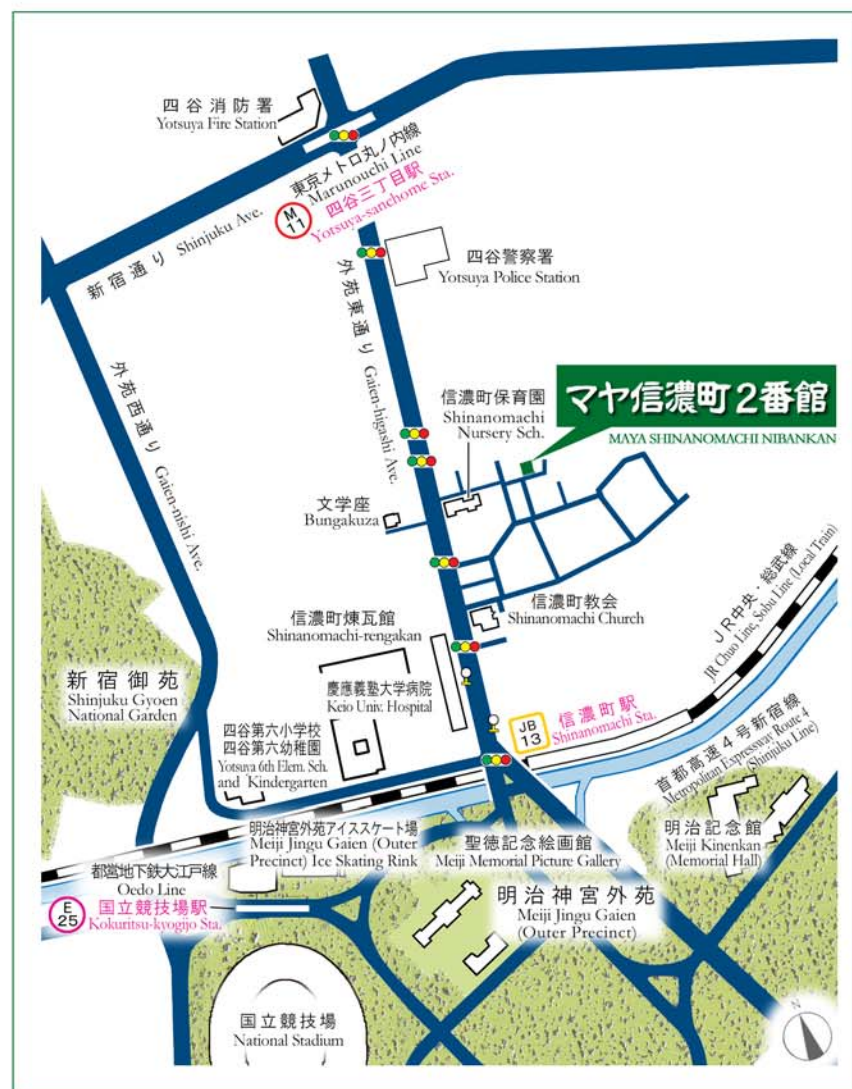 四谷消防署
Yotsuya Fire Station
東京メトロ丸ノ内線
Marunouchi Line
M
11
四谷三丁目駅
Yotsuya-sanchome Sta.
新宿通り Shinjuku Ave.
四谷警察署
Yotsuya Police Station
外苑東通り Gaien-higashi Ave.
外苑西通り Gaien-nishi Ave.
信濃町保育園
Shinanomachi
Nursery Sch.
マヤ信濃町2番館
MAYA SHINANOMACHI NIBANKAN
文学座
Bungakuza
信濃町教会
Shinanomachi Church
信濃町煉瓦館
Shinanomachi-rengakan
JR中央・総武線
JR Chuo Line, Sobu Line (Local Train)
新宿御苑
Shinjuku Gyoen
National Garden
慶應義塾大学病院
Keio Univ. Hospital
JB
13
信濃町駅
Shinanomachi Sta.
四谷第六小学校
四谷第六幼稚園
Yotsuya 6th Elem. Sch.
and Kindergarten
首都高速4号新宿線
Metropolitan Expressway Route 4
(Shinjuku Line)
明治神宮外苑アイススケート場
Meiji Jingu Gaien (Outer
Precinct) Ice Skating Rink
聖徳記念絵画館
Meiji Memorial Picture Gallery
明治記念館
Meiji Kinenkan
(Memorial Hall)
都営地下鉄大江戸線
Oedo Line
E
25
国立競技場駅
Kokuritsu-kyogijo Sta.
明治神宮外苑
Meiji Jingu Gaien
(Outer Precinct)
国立競技場
National Stadium
N